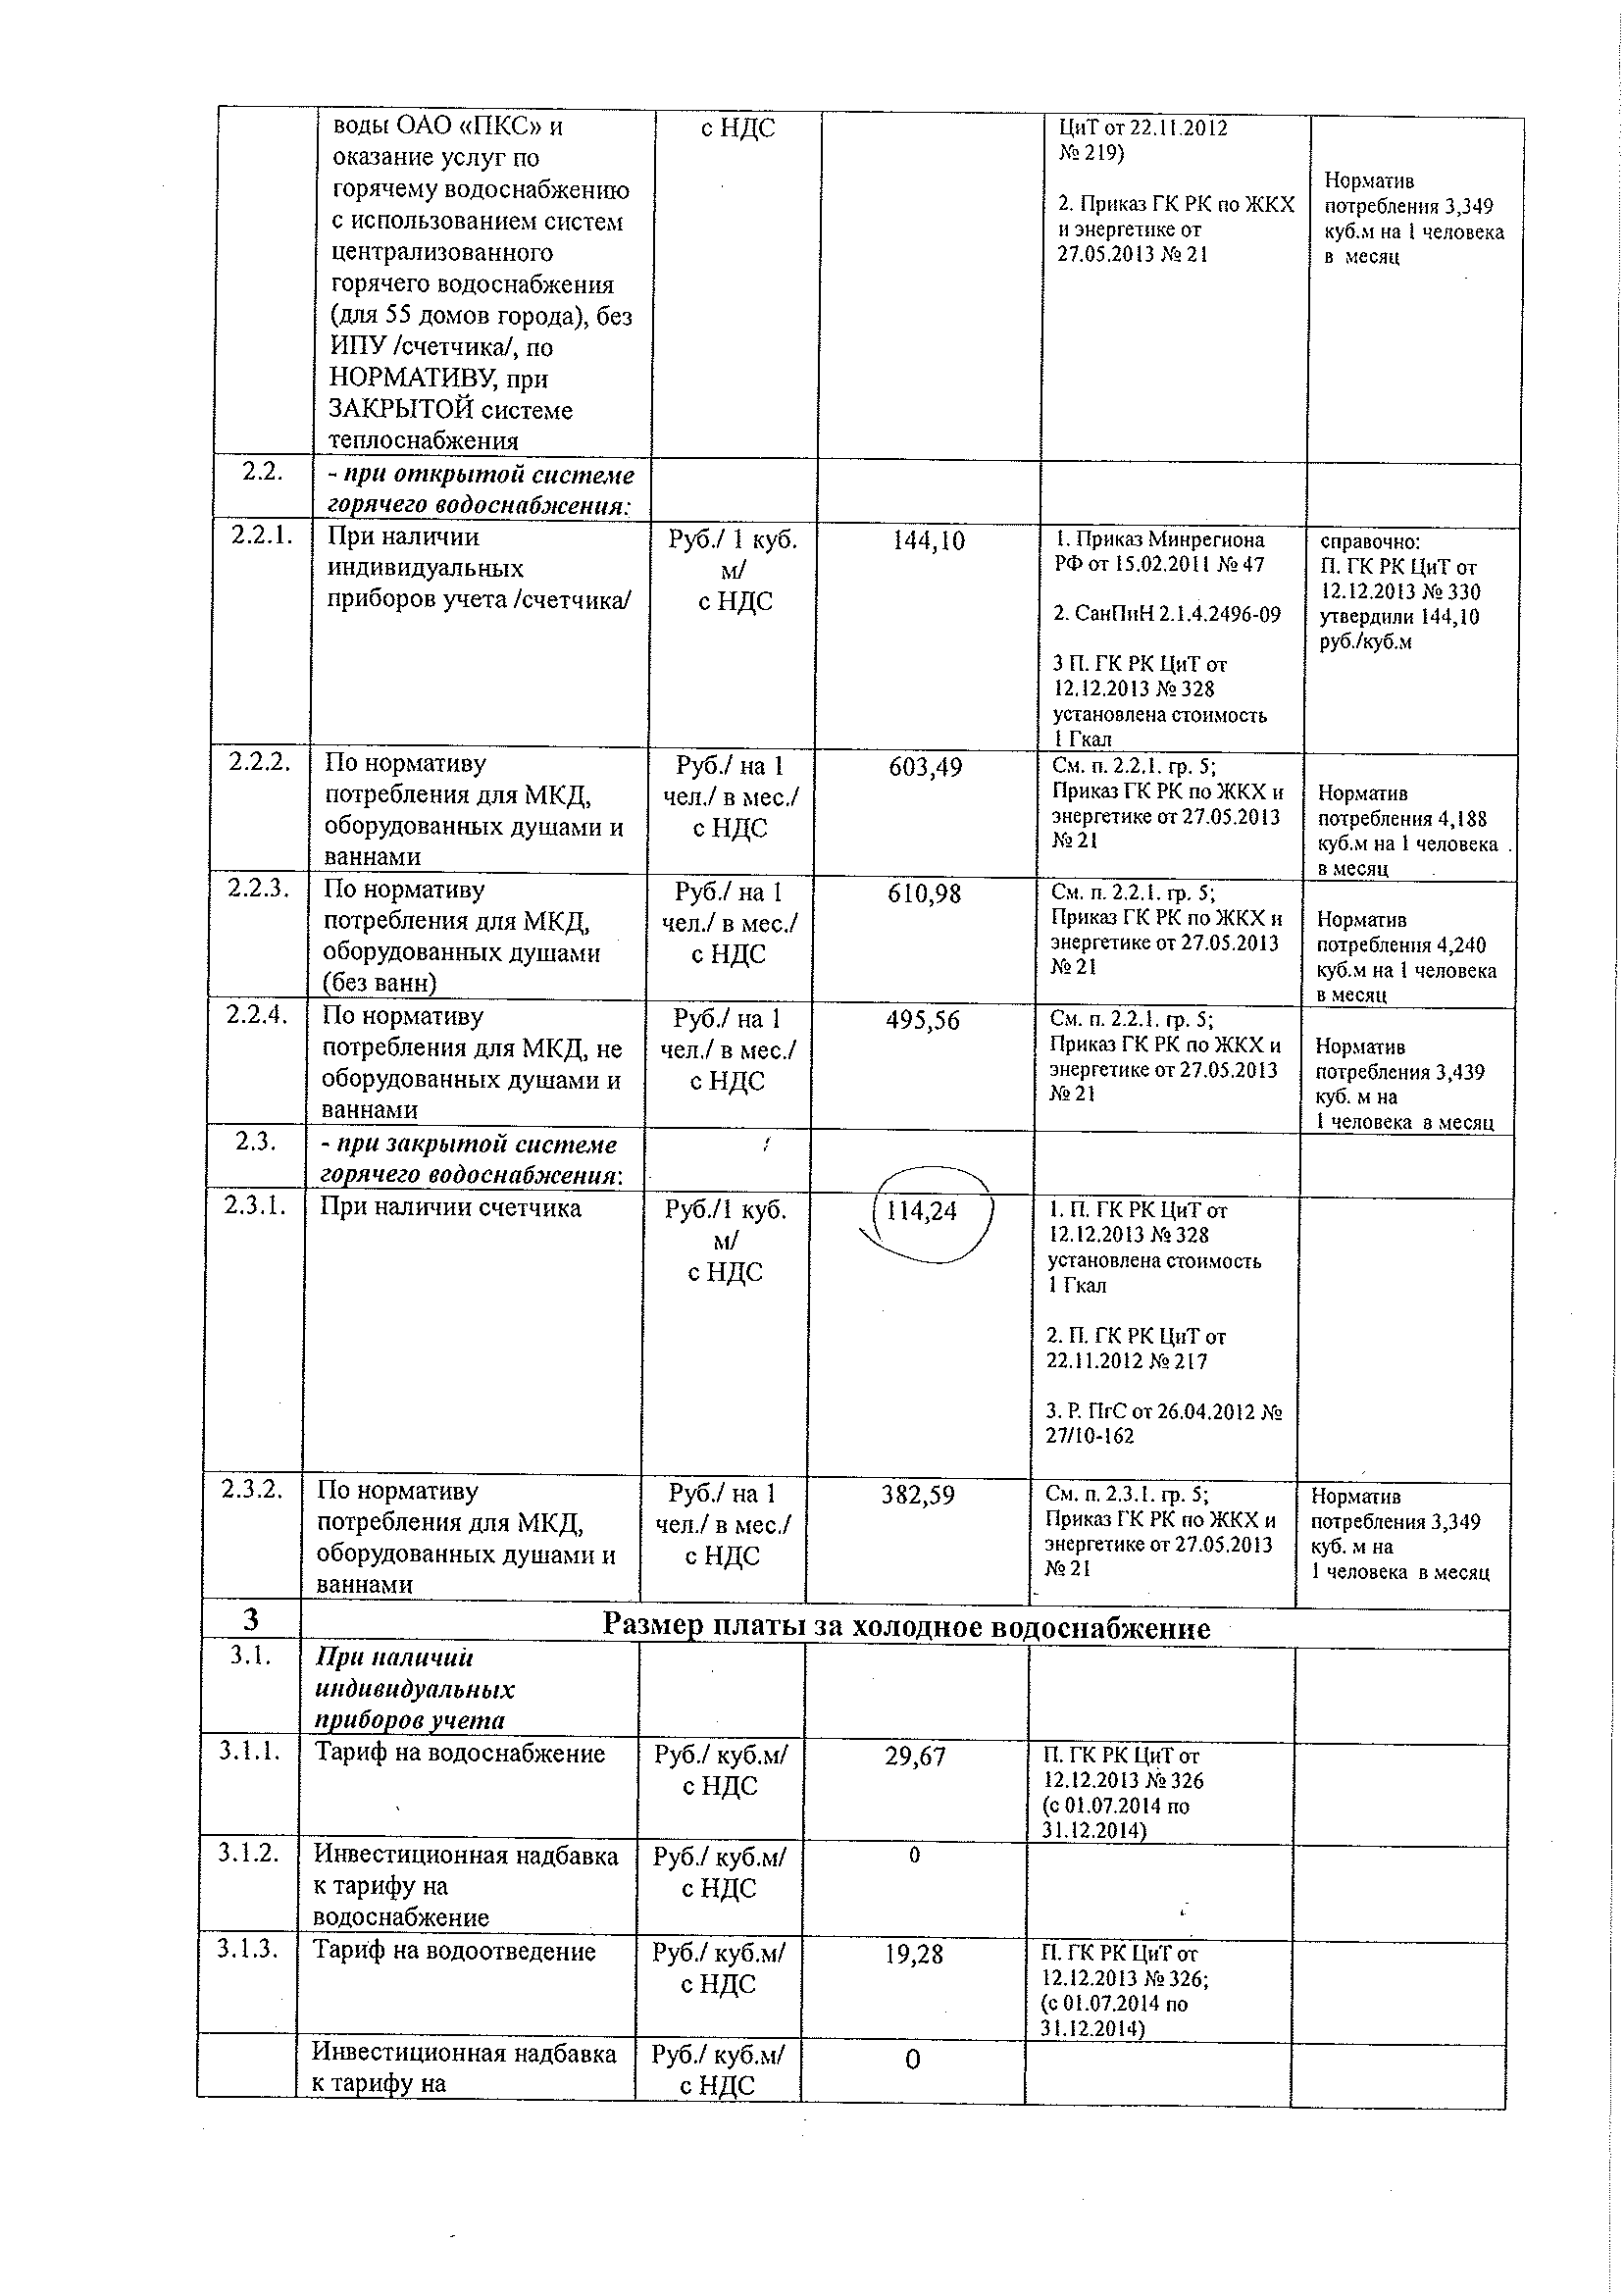 воды ОАО «ПКС» и
оказание услуг по
горячему водоснабжению
с использованием систем
централизованного
горячего водоснабжения
(для 55 домов города), без
ИПУ /счетчика/, по
НОРМАТИВУ, при
ЗАКРЫТОЙ системе
теплоснабжения
с НДС
ЦиТ от 22.11.2012
№ 219)
2. Приказ ГК РК по ЖКХ
и энергетике от
27.05.2013 № 21
Норматив
потребления 3,349
куб.м на 1 человека
в месяц
2.2.
- при открытой системе
горячего водоснабжения:
2.2.1.
При наличии
индивидуальных
приборов учета /счетчика/
Руб./ 1 куб.
м/
с НДС
144,10
1. Приказ Минрегиона
РФ от 15.02.2011 № 47
2. СанПиН 2.1.4.2496-09
3 П. ГК РК ЦиТ от
12.12.2013 № 328
установлена стоимость
1 Гкал
справочно:
П. ГК РК ЦиТ от
12.12.2013 № 330
утвердили 144,10
руб./куб.м
2.2.2.
По нормативу
потребления для МКД,
оборудованных душами и
ваннами
Руб./ на 1
чел./ в мес./
с НДС
603,49
См. п. 2.2.1. гр. 5;
Приказ ГК РК по ЖКХ и
энергетике от 27.05.2013
№ 21
Норматив
потребления 4,188
куб.м на 1 человека
в месяц
2.2.3.
По нормативу
потребления для МКД,
оборудованных душами
(без ванн)
Руб./ на 1
чел./ в мес./
с НДС
610,98
См. п. 2.2.1. гр. 5;
Приказ ГК РК по ЖКХ и
энергетике от 27.05.2013
№ 21
Норматив
потребления 4,240
куб.м на 1 человека
в месяц
2.2.4.
По нормативу
потребления для МКД, не
оборудованных душами и
ваннами
Руб./ на 1
чел./ в мес./
с НДС
495,56
См. п. 2.2.1. гр. 5;
Приказ ГК РК по ЖКХ и
энергетике от 27.05.2013
№ 21
Норматив
потребления 3,439
куб. м на
1 человека в месяц
2.3.
- при закрытой системе
горячего водоснабжения:
2.3.1.
При наличии счетчика
Руб./1 куб.
м/
с НДС
114,24
1. П. ГК РК ЦиТ от
12.12.2013 № 328
установлена стоимость
1 Гкал
2. П. ГК РК ЦиТ от
22.11.2012 № 217
3. Р. ПгС от 26.04.2012 №
27/10-162
2.3.2.
По нормативу
потребления для МКД,
оборудованных душами и
ваннами
Руб./ на 1
чел./ в мес./
с НДС
382,59
См. п. 2.3.1. гр. 5;
Приказ ГК РК по ЖКХ и
энергетике от 27.05.2013
№ 21
Норматив
потребления 3,349
куб. м на
1 человека в месяц
3
Размер платы за холодное водоснабжение
3.1.
При наличии
индивидуальных
приборов учета
3.1.1.
Тариф на водоснабжение
Руб./ куб.м/
с НДС
29,67
П. ГК РК ЦиТ от
12.12.2013 № 326
(с 01.07.2014 по
31.12.2014)
3.1.2.
Инвестиционная надбавка
к тарифу на
водоснабжение
Руб./ куб.м/
с НДС
0
3.1.3.
Тариф на водоотведение
Руб./ куб.м/
с НДС
19,28
П. ГК РК ЦиТ от
12.12.2013 № 326;
(с 01.07.2014 по
31.12.2014)
Инвестиционная надбавка
к тарифу на
Руб./ куб.м/
с НДС
0